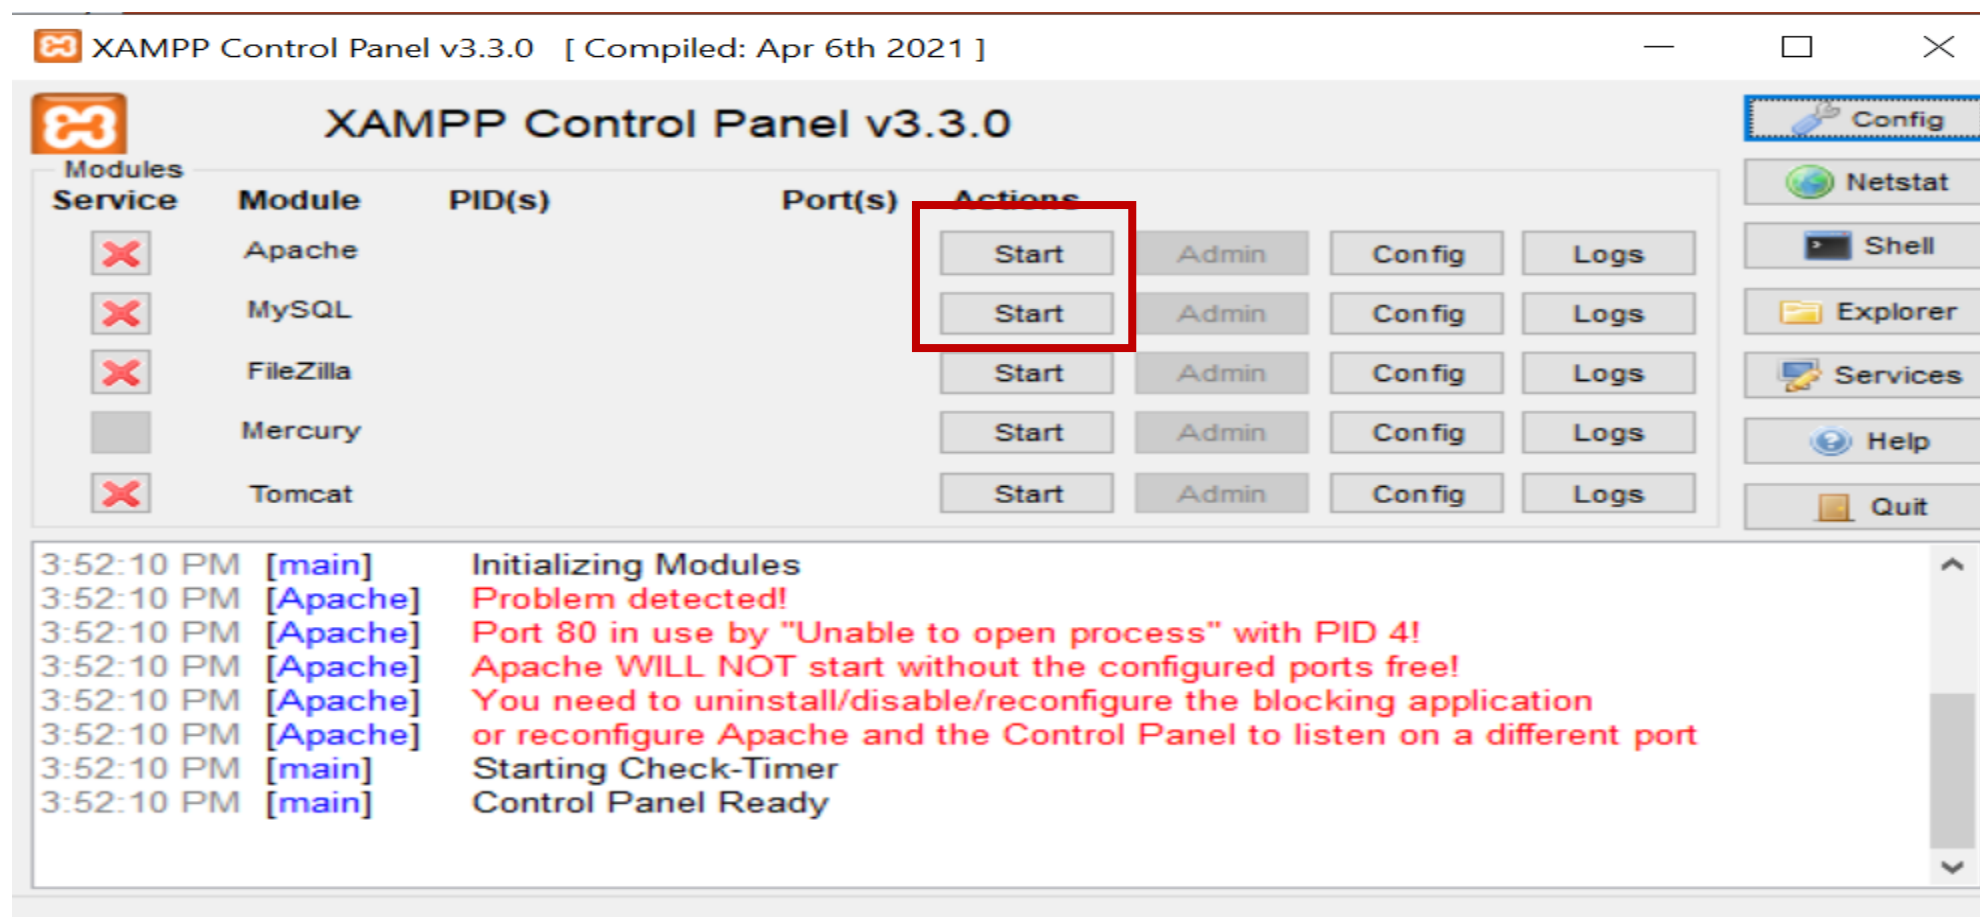 XAMPP Control Panel v3.3.0 [ Compiled: Apr 6th 2021 ]
XAMPP Control Panel v3.3.0
Config
Modules
Service Module PID(s) Port(s) Actions
Netstat
Apache Start Admin Config Logs
Shell
MySQL Start Admin Config Logs
Explorer
FileZilla Start Admin Config Logs
Services
Mercury Start Admin Config Logs
Help
Tomcat Start Admin Config Logs
Quit
3:52:10 PM [main] Initializing Modules
3:52:10 PM [Apache] Problem detected!
3:52:10 PM [Apache] Port 80 in use by "Unable to open process" with PID 4!
3:52:10 PM [Apache] Apache WILL NOT start without the configured ports free!
3:52:10 PM [Apache] You need to uninstall/disable/reconfigure the blocking application
3:52:10 PM [Apache] or reconfigure Apache and the Control Panel to listen on a different port
3:52:10 PM [main] Starting Check-Timer
3:52:10 PM [main] Control Panel Ready